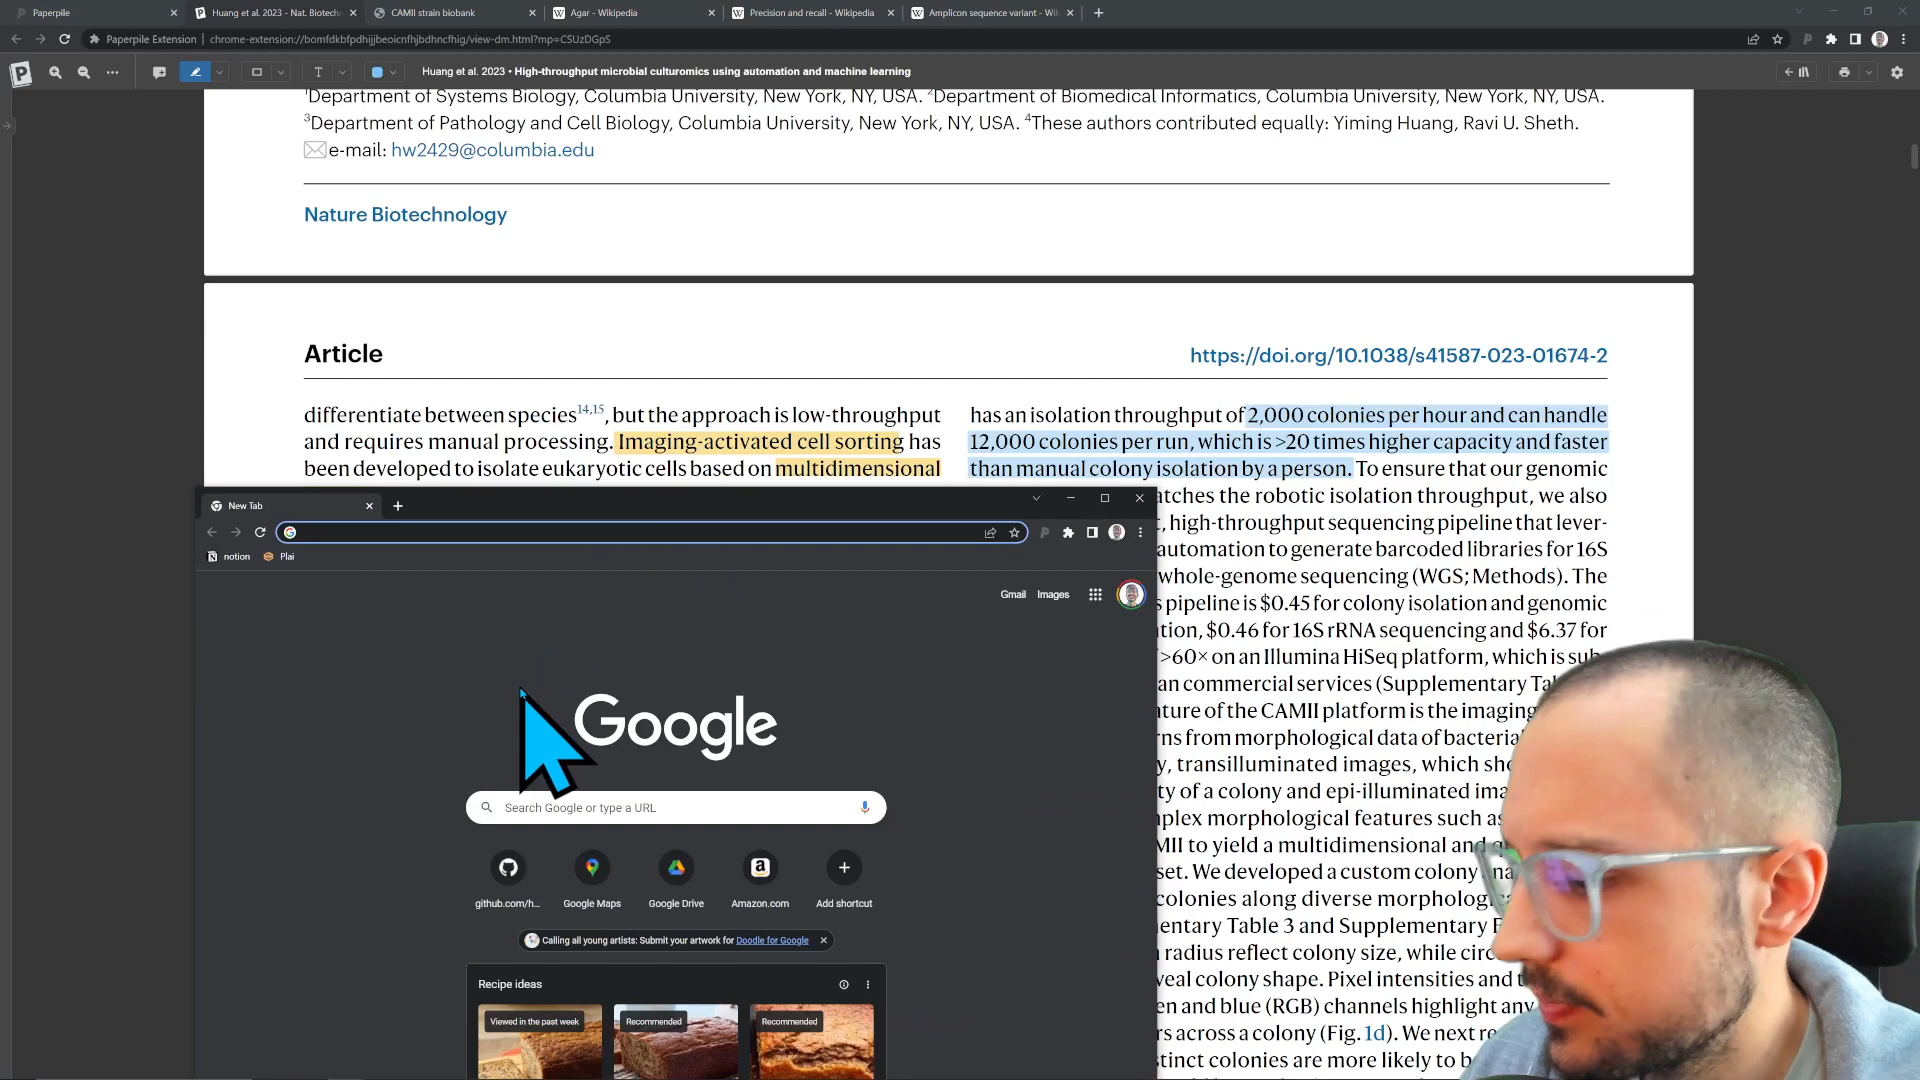 Paperpile
Huang et al. 2023 - Nat. Biotechn
CAMII strain biobank
Agar - Wikipedia
Precision and recall - Wikipedia
Amplicon sequence variant - Wik
Paperpile Extension
chrome-extension://bomfdkbfpdhijjbeoicnfhjbdhncfhig/view-dm.html?mp=CSUzDGpS
Huang et al. 2023 • High-throughput microbial culturomics using automation and machine learning
1Department of Systems Biology, Columbia University, New York, NY, USA. 2Department of Biomedical Informatics, Columbia University, New York, NY, USA.
3Department of Pathology and Cell Biology, Columbia University, New York, NY, USA. 4These authors contributed equally: Yiming Huang, Ravi U. Sheth.
e-mail: hw2429@columbia.edu
Nature Biotechnology
Article
https://doi.org/10.1038/s41587-023-01674-2
differentiate between species14,15, but the approach is low-throughput
and requires manual processing. Imaging-activated cell sorting has
been developed to isolate eukaryotic cells based on multidimensional
has an isolation throughput of 2,000 colonies per hour and can handle
12,000 colonies per run, which is >20 times higher capacity and faster
than manual colony isolation by a person. To ensure that our genomic
atches the robotic isolation throughput, we also
, high-throughput sequencing pipeline that lever-
automation to generate barcoded libraries for 16S
whole-genome sequencing (WGS; Methods). The
s pipeline is $0.45 for colony isolation and genomic
tion, $0.46 for 16S rRNA sequencing and $6.37 for
>60× on an Illumina HiSeq platform, which is sub
an commercial services (Supplementary Ta
ature of the CAMII platform is the imaging
ns from morphological data of bacteria
y, transilluminated images, which sho
ty of a colony and epi-illuminated ima
plex morphological features such as
MII to yield a multidimensional and q
set. We developed a custom colony ana
colonies along diverse morpholog
entary Table 3 and Supplementary F
n radius reflect colony size, while circ
veal colony shape. Pixel intensities and t
en and blue (RGB) channels highlight any
rs across a colony (Fig. 1d). We next re
stinct colonies are more likely to b
New Tab
notion
Plai
Gmail
Images
Google
Search Google or type a URL
github.com/h...
Google Maps
Google Drive
Amazon.com
Add shortcut
Calling all young artists: Submit your artwork for Doodle for Google
Recipe ideas
Viewed in the past week
Recommended
Recommended